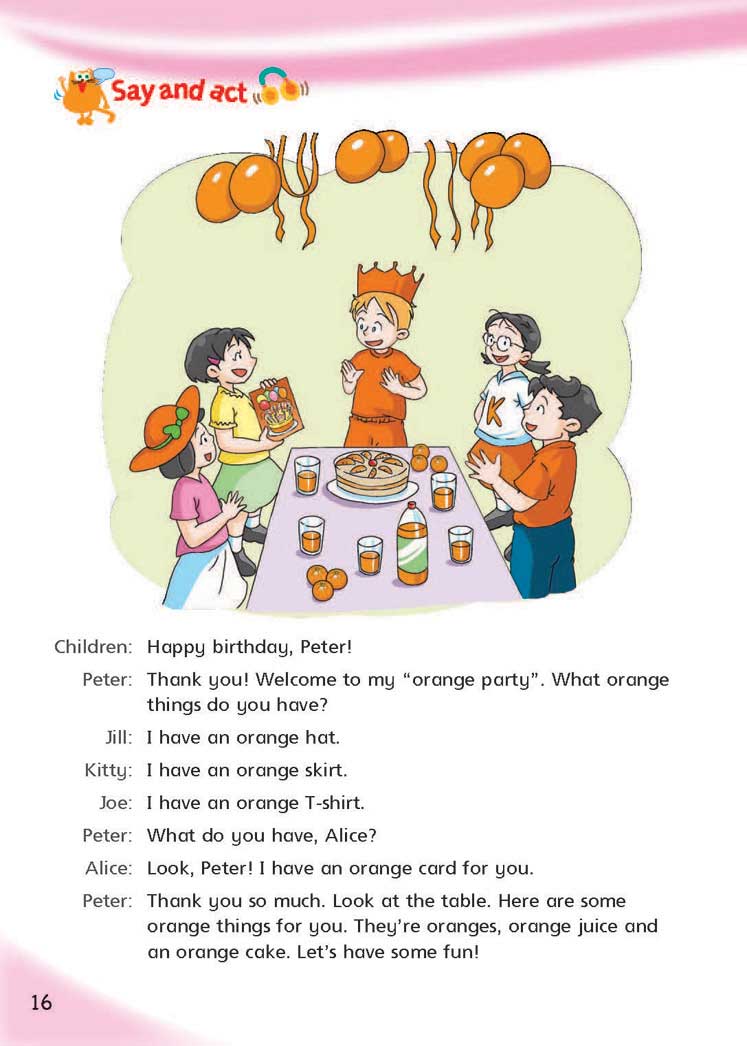 Say and act
K
Children: Happy birthday, Peter!
Peter: Thank you! Welcome to my “orange party”. What orange
things do you have?
Jill: I have an orange hat.
Kitty: I have an orange skirt.
Joe: I have an orange T-shirt.
Peter: What do you have, Alice?
Alice: Look, Peter! I have an orange card for you.
Peter: Thank you so much. Look at the table. Here are some
orange things for you. They’re oranges, orange juice and
an orange cake. Let’s have some fun!
16